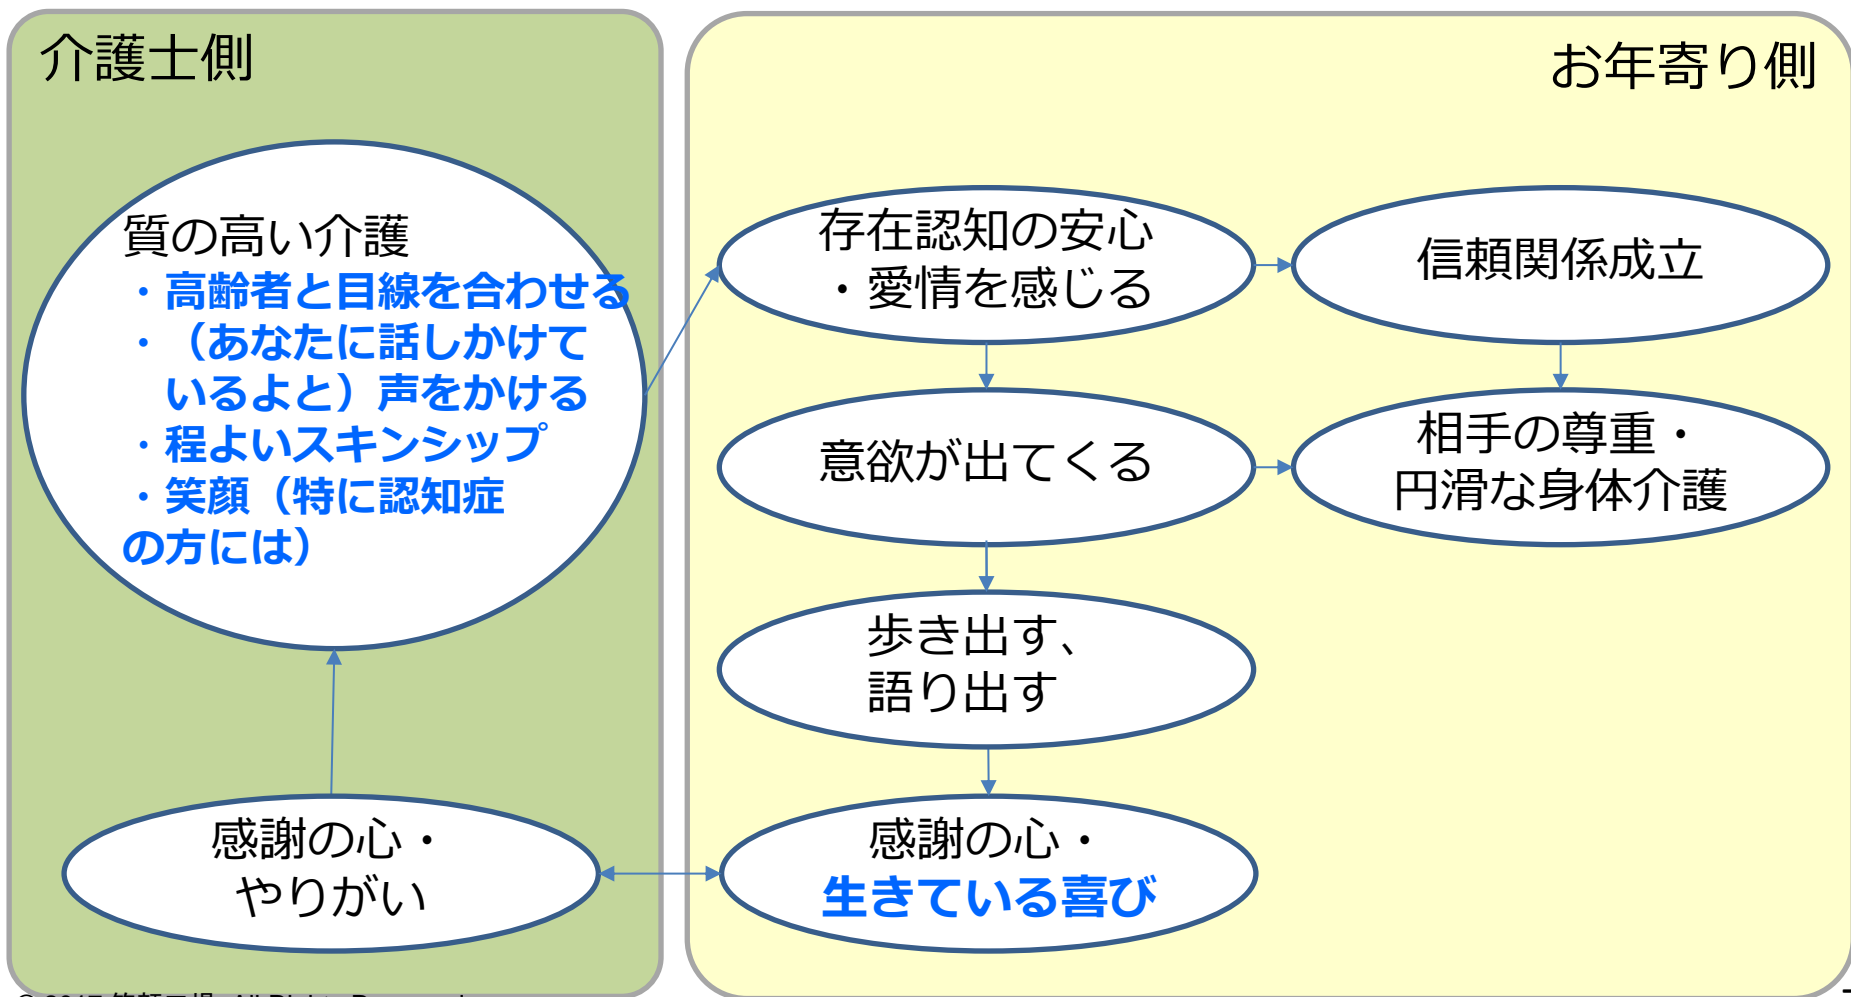 介護士側
お年寄り側
質の高い介護
・高齢者と目線を合わせる
・（あなたに話しかけて
いるよと）声をかける
・程よいスキンシップ
・笑顔（特に認知症
の方には）
存在認知の安心
・愛情を感じる
信頼関係成立
意欲が出てくる
相手の尊重・
円滑な身体介護
歩き出す、
語り出す
感謝の心・
やりがい
感謝の心・
生きている喜び